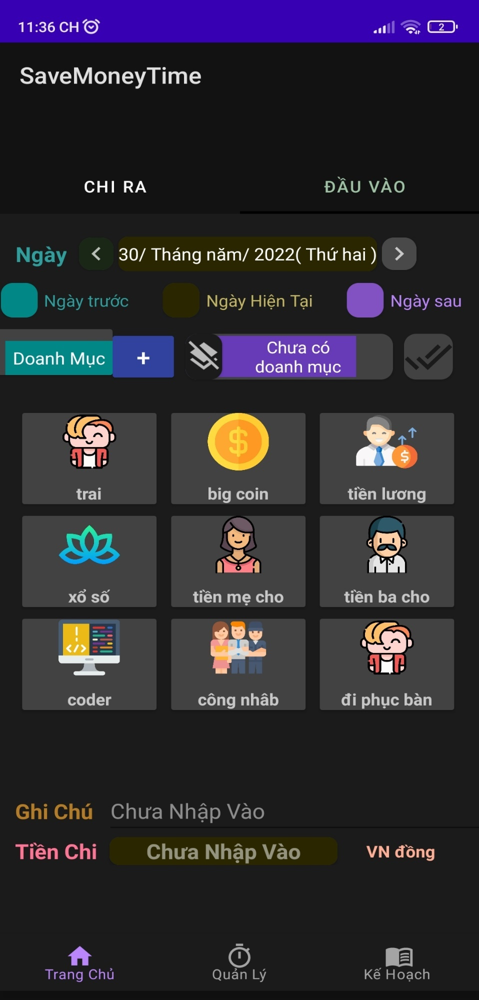 11:36 CH
2
SaveMoneyTime
CHI RA
ĐẦU VÀO
Ngày
30/ Tháng năm/ 2022( Thứ hai )
Ngày trước
Ngày Hiện Tại
Ngày sau
Doanh Mục
+
Chưa có
doanh mục
trai
big coin
tiền lương
xổ số
tiền mẹ cho
tiền ba cho
coder
công nhâb
đi phục bàn
Ghi Chú
Chưa Nhập Vào
Tiền Chi
Chưa Nhập Vào
VN đồng
Trang Chủ
Quản Lý
Kế Hoạch